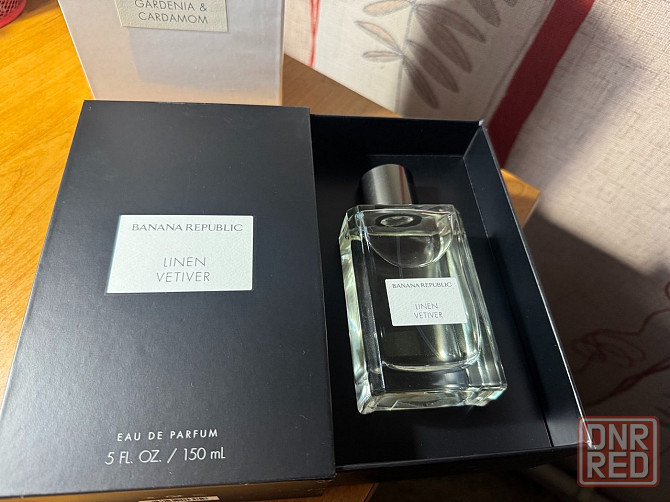 GARDENIA &
CARDAMOM
BANANA REPUBLIC
LINEN
VETIVER
EAU DE PARFUM
5 FL. OZ. / 150 mL
BANANA REPUBLIC
LINEN
VETIVER
DNR
RED